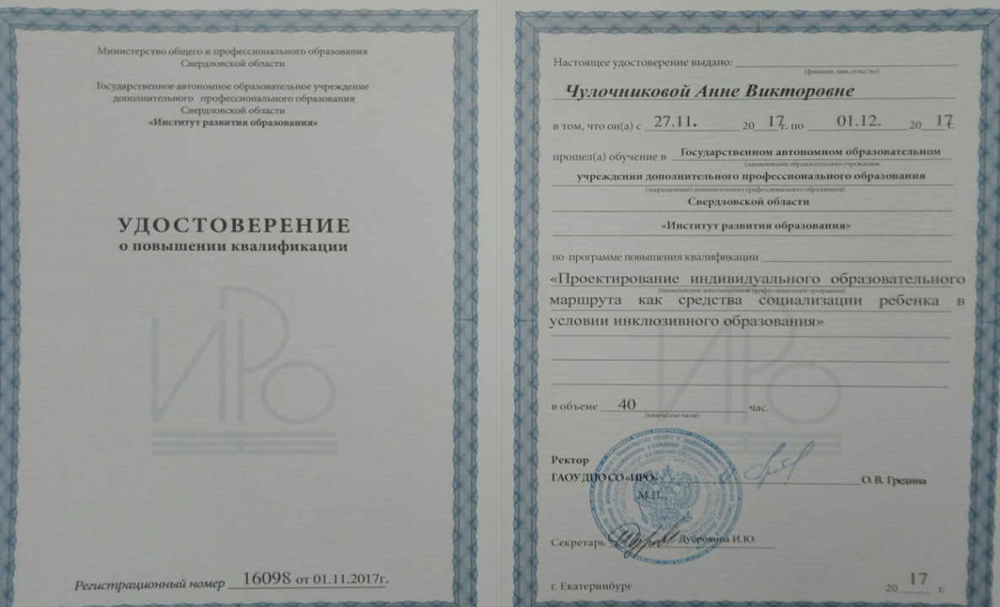 Министерство общего и профессионального образования
Свердловской области
Государственное автономное образовательное учреждение
дополнительного профессионального образования
Свердловской области
«Институт развития образования»
УДОСТОВЕРЕНИЕ
о повышении квалификации
ИРО
Регистрационный номер 16098 от 01.11.2017г.
Настоящее удостоверение выдано:
(фамилия, имя, отчество)
Чулочниковой Анне Викторовне
в том, что он(а) с 27.11. 20 17 г. по 01.12. 20 17 г.
прошел(а) обучение в Государственном автономном образовательном
(наименование образовательного учреждения
учреждении дополнительного профессионального образования
(подразделения) дополнительного профессионального образования)
Свердловской области
«Институт развития образования»
по программе повышения квалификации
«Проектирование индивидуального образовательного
(наименование дополнительной профессиональной программы)
маршрута как средства социализации ребенка в
условии инклюзивного образования»
ИРО
в объеме 40 час.
(количество часов)
Ректор
ГАОУ ДПО СО «ИРО» О. В. Гредина
М.П.
Секретарь Дубровина И.Ю.
г. Екатеринбург 20 17 г.